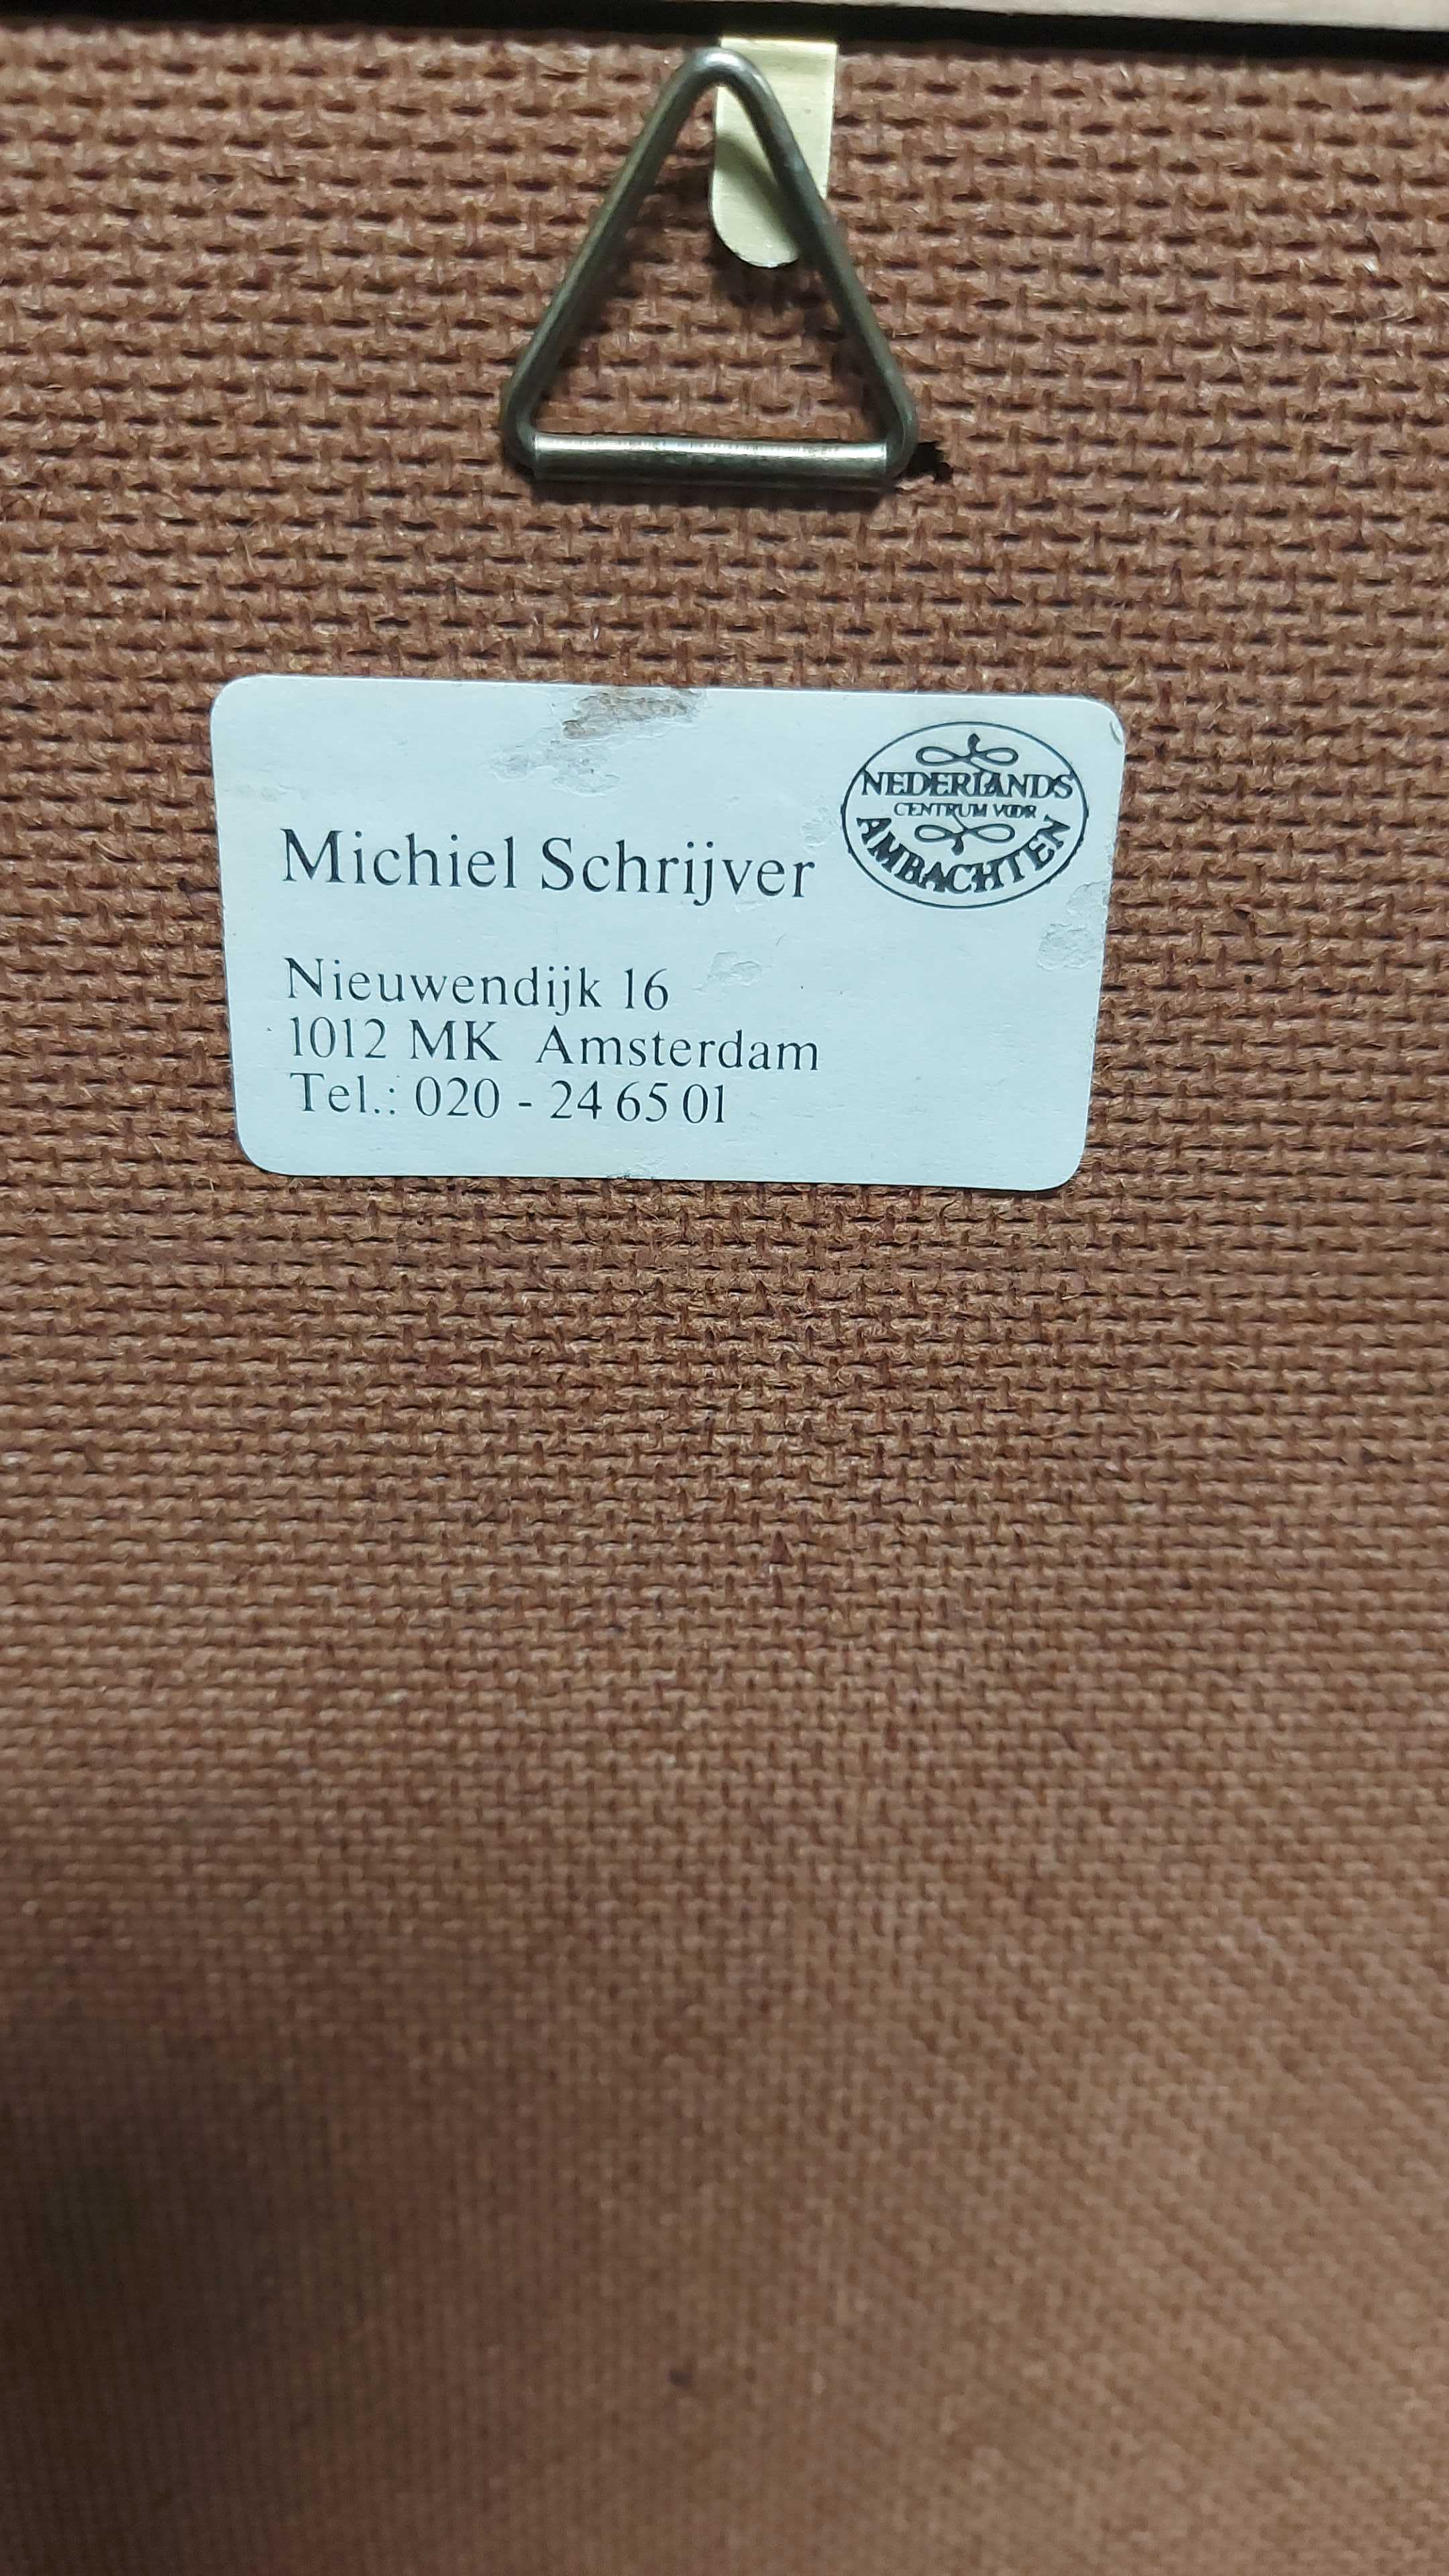 NEDERLANDS
CENTRUM VOOR
AMBACHTEN
Michiel Schrijver
Nieuwendijk 16
1012 MK Amsterdam
Tel.: 020 - 24 65 01